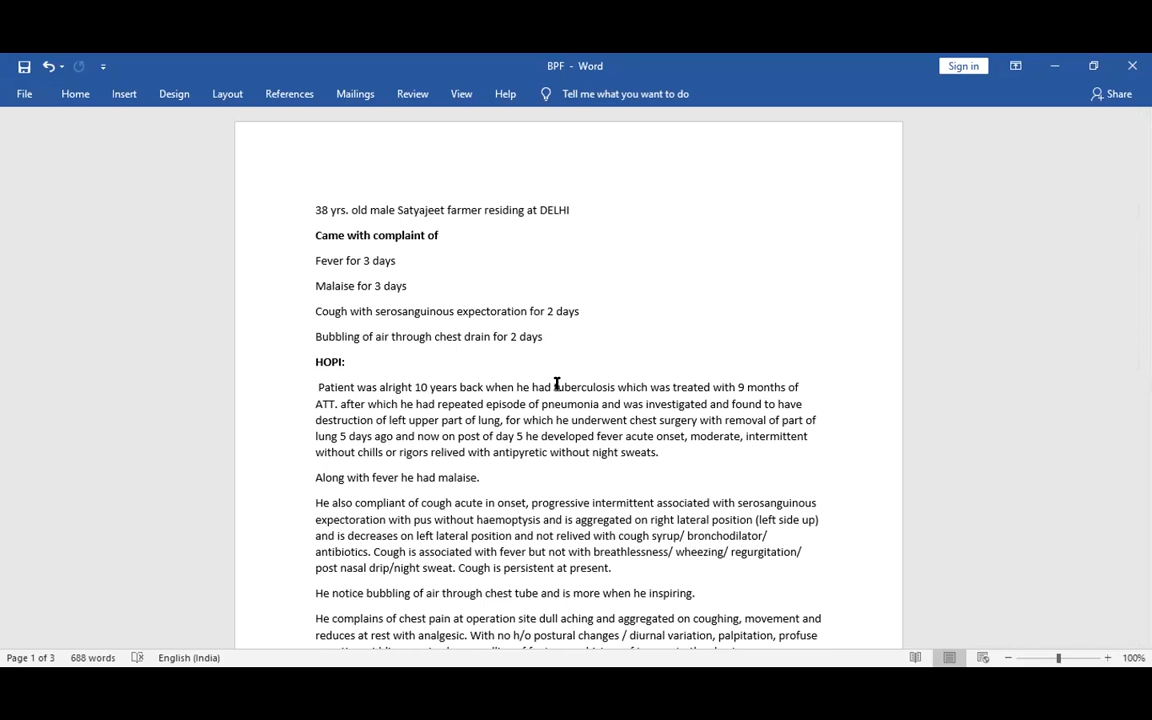 BPF - Word
Sign in
File Home Insert Design Layout References Mailings Review View Help Tell me what you want to do Share
38 yrs. old male Satyajeet farmer residing at DELHI
Came with complaint of
Fever for 3 days
Malaise for 3 days
Cough with serosanguinous expectoration for 2 days
Bubbling of air through chest drain for 2 days
HOPI:
Patient was alright 10 years back when he had tuberculosis which was treated with 9 months of
ATT. after which he had repeated episode of pneumonia and was investigated and found to have
destruction of left upper part of lung, for which he underwent chest surgery with removal of part of
lung 5 days ago and now on post of day 5 he developed fever acute onset, moderate, intermittent
without chills or rigors relived with antipyretic without night sweats.
Along with fever he had malaise.
He also compliant of cough acute in onset, progressive intermittent associated with serosanguinous
expectoration with pus without haemoptysis and is aggregated on right lateral position (left side up)
and is decreases on left lateral position and not relived with cough syrup/ bronchodilator/
antibiotics. Cough is associated with fever but not with breathlessness/ wheezing/ regurgitation/
post nasal drip/night sweat. Cough is persistent at present.
He notice bubbling of air through chest tube and is more when he inspiring.
He complains of chest pain at operation site dull aching and aggregated on coughing, movement and
reduces at rest with analgesic. With no h/o postural changes / diurnal variation, palpitation, profuse
Page 1 of 3 688 words English (India) 100%